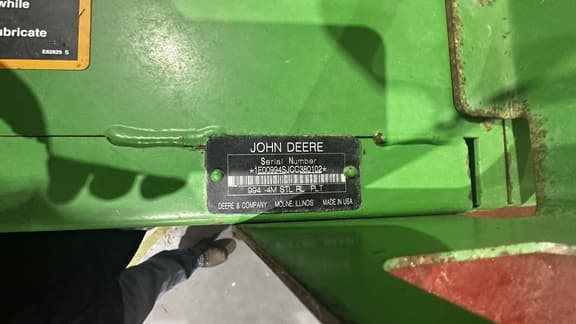 while
ubricate
E82829 S
JOHN DEERE
Serial Number
*1E00994SJCC380102*
994 -4M STL RL PLT
DEERE & COMPANY MOLINE, ILLINOIS MADE IN USA